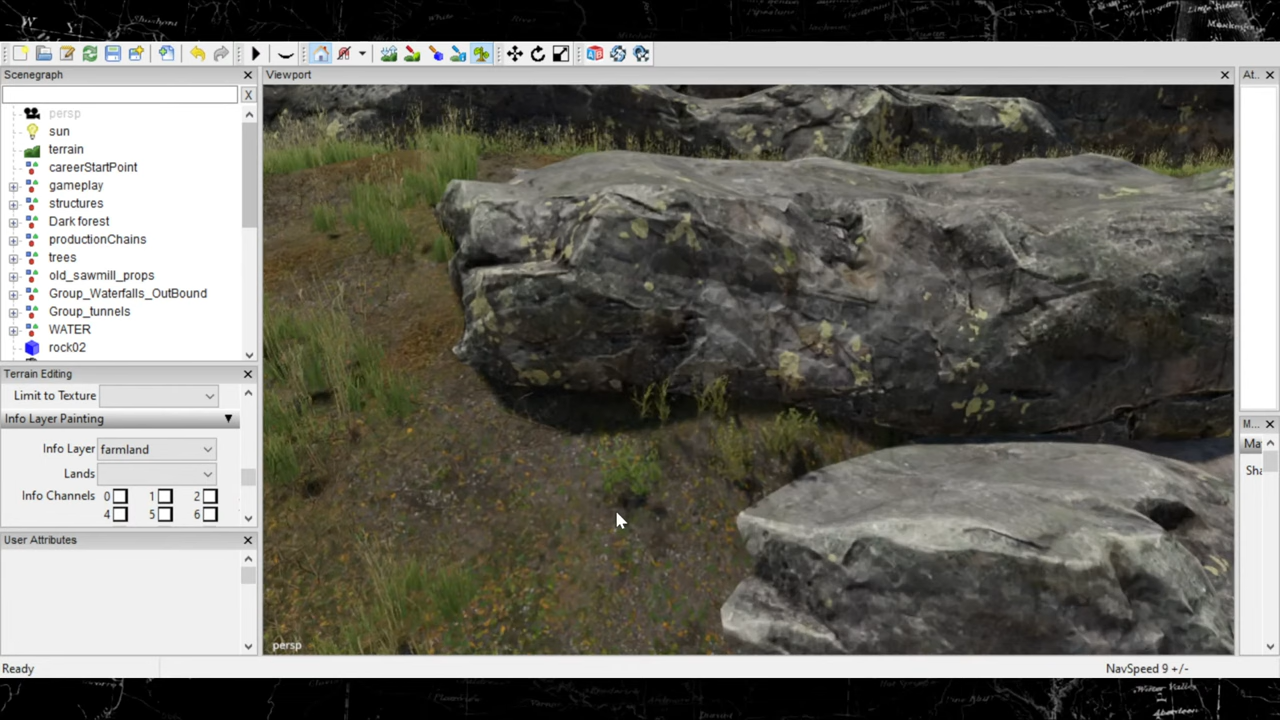 Scenegraph
Viewport
At..
X
persp
sun
terrain
careerStartPoint
gameplay
structures
Dark forest
productionChains
trees
old_sawmill_props
Group_Waterfalls_OutBound
Group_tunnels
WATER
rock02
Terrain Editing
Limit to Texture
Info Layer Painting
Info Layer farmland
Lands
Info Channels 0 1 2
4 5 6
User Attributes
M...
Ma
Sha
persp
Ready
NavSpeed 9 +/-